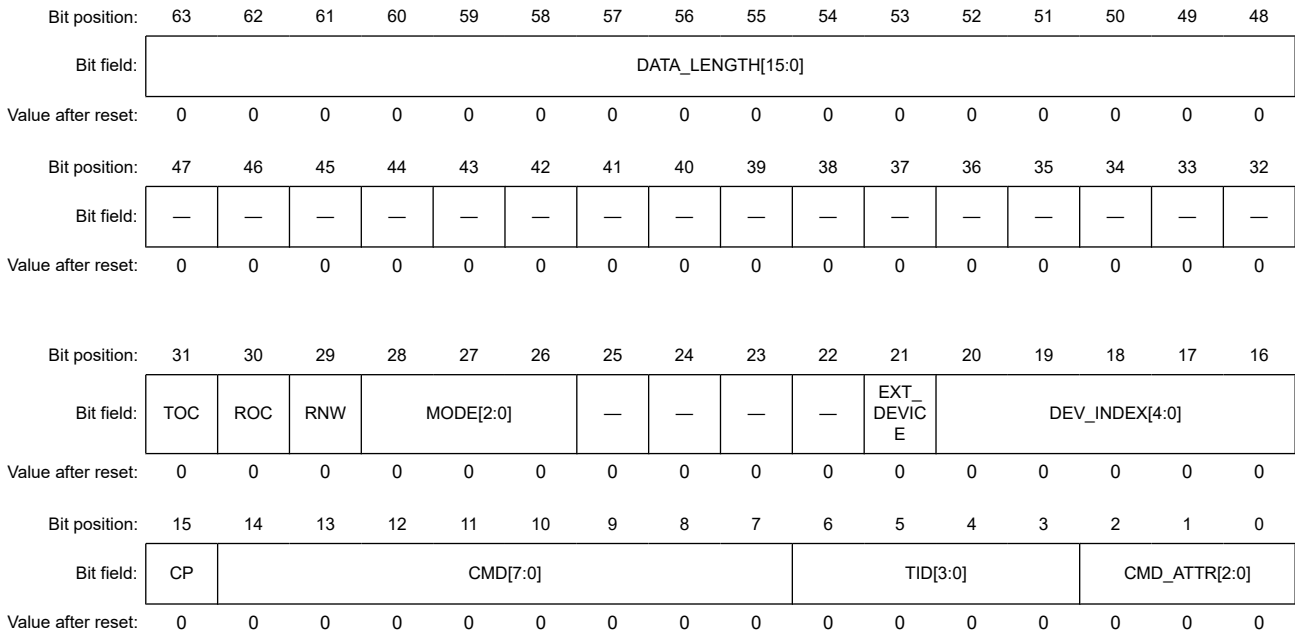 Bit position: 63 62 61 60 59 58 57 56 55 54 53 52 51 50 49 48
Bit field: DATA_LENGTH[15:0]
Value after reset: 0 0 0 0 0 0 0 0 0 0 0 0 0 0 0 0
Bit position: 47 46 45 44 43 42 41 40 39 38 37 36 35 34 33 32
Bit field: — — — — — — — — — — — — — — — —
Value after reset: 0 0 0 0 0 0 0 0 0 0 0 0 0 0 0 0
Bit position: 31 30 29 28 27 26 25 24 23 22 21 20 19 18 17 16
Bit field: TOC ROC RNW MODE[2:0] — — — — EXT_
DEVIC
E DEV_INDEX[4:0]
Value after reset: 0 0 0 0 0 0 0 0 0 0 0 0 0 0 0 0
Bit position: 15 14 13 12 11 10 9 8 7 6 5 4 3 2 1 0
Bit field: CP CMD[7:0] TID[3:0] CMD_ATTR[2:0]
Value after reset: 0 0 0 0 0 0 0 0 0 0 0 0 0 0 0 0